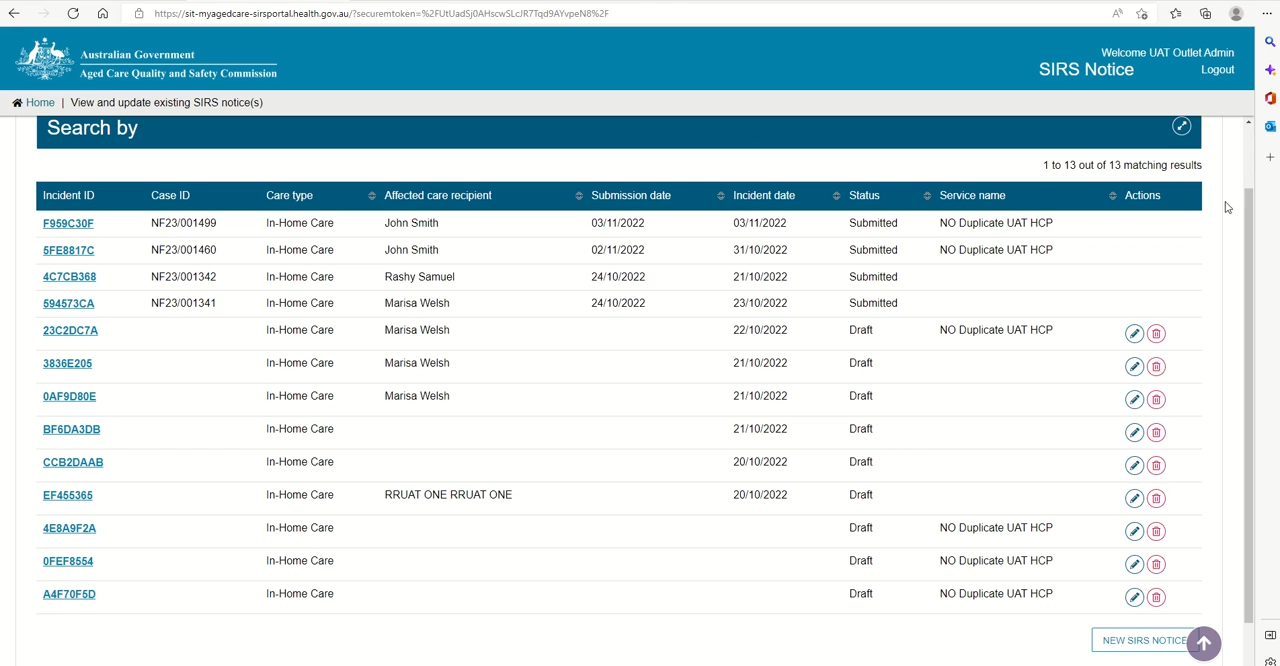 https://sit-myagedcare-sirsportal.health.gov.au/?securemtoken=%2FUtUadSj0AHscwSLcJR7Tqd9AYvpeN8%2F
Australian Government
Aged Care Quality and Safety Commission
Welcome UAT Outlet Admin
SIRS Notice
Logout
Home | View and update existing SIRS notice(s)
Search by
1 to 13 out of 13 matching results
Incident ID Case ID Care type Affected care recipient Submission date Incident date Status Service name Actions
F959C30F NF23/001499 In-Home Care John Smith 03/11/2022 03/11/2022 Submitted NO Duplicate UAT HCP
5FE8817C NF23/001460 In-Home Care John Smith 02/11/2022 31/10/2022 Submitted NO Duplicate UAT HCP
4C7CB368 NF23/001342 In-Home Care Rashy Samuel 24/10/2022 21/10/2022 Submitted
594573CA NF23/001341 In-Home Care Marisa Welsh 24/10/2022 23/10/2022 Submitted
23C2DC7A In-Home Care Marisa Welsh 22/10/2022 Draft NO Duplicate UAT HCP
3836E205 In-Home Care Marisa Welsh 21/10/2022 Draft
0AF9D80E In-Home Care Marisa Welsh 21/10/2022 Draft
BF6DA3DB In-Home Care 21/10/2022 Draft
CCB2DAAB In-Home Care 20/10/2022 Draft
EF455365 In-Home Care RRUAT ONE RRUAT ONE 20/10/2022 Draft
4E8A9F2A In-Home Care Draft NO Duplicate UAT HCP
0FEF8554 In-Home Care Draft NO Duplicate UAT HCP
A4F70F5D In-Home Care Draft NO Duplicate UAT HCP
NEW SIRS NOTICE